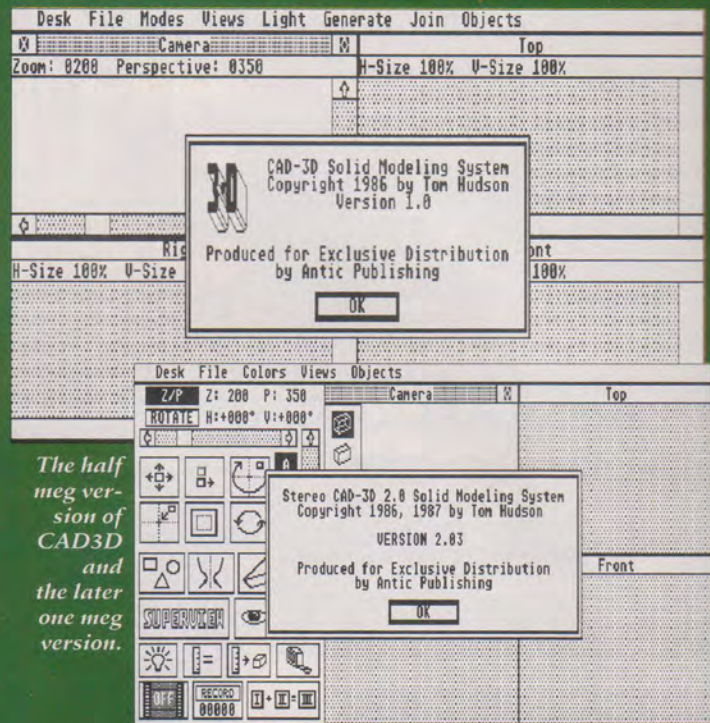 Desk File Modes Views Light Generate Join Objects
Camera
Top
Zoom: 0200 Perspective: 0350
H-Size 100% V-Size 100%
3D
CAD-3D Solid Modeling System
Copyright 1986 by Tom Hudson
Version 1.0
Produced for Exclusive Distribution
by Antic Publishing
OK
Rig
ont
H-Size 100% V-Size
100%
The half
meg ver-
sion of
CAD3D
and
the later
one meg
version.
Desk File Colors Views Objects
Z/P Z: 200 P: 350
Camera
Top
ROTATE H:+000° V:+000°
A
Stereo CAD-3D 2.0 Solid Modeling System
Copyright 1986, 1987 by Tom Hudson
VERSION 2.03
Produced for Exclusive Distribution
by Antic Publishing
OK
Front
SUPERVIEW
OFF
RECORD
00000
I + II = III